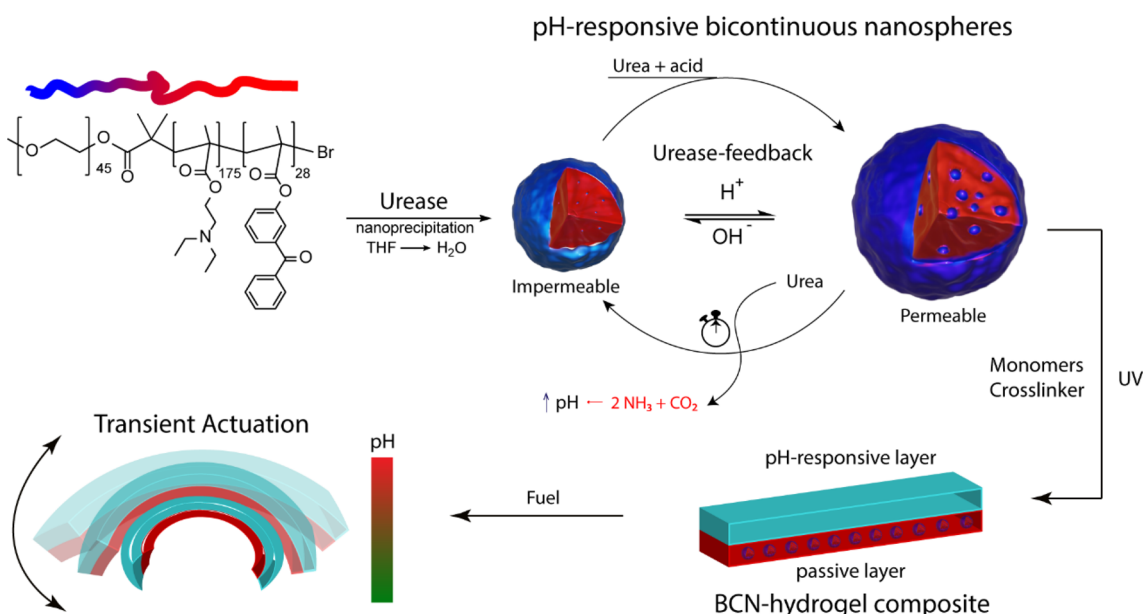 pH-responsive bicontinuous nanospheres
Urea + acid
O
O
O
45
O
175
28
Br
O
O
O
O
N
O
Urease
nanoprecipitation
THF ⟶ H₂O
Impermeable
Urease-feedback
H⁺
OH⁻
Permeable
Urea
↑ pH ← 2 NH₃ + CO₂
Monomers
Crosslinker
UV
Transient Actuation
pH
Fuel
pH-responsive layer
passive layer
BCN-hydrogel composite